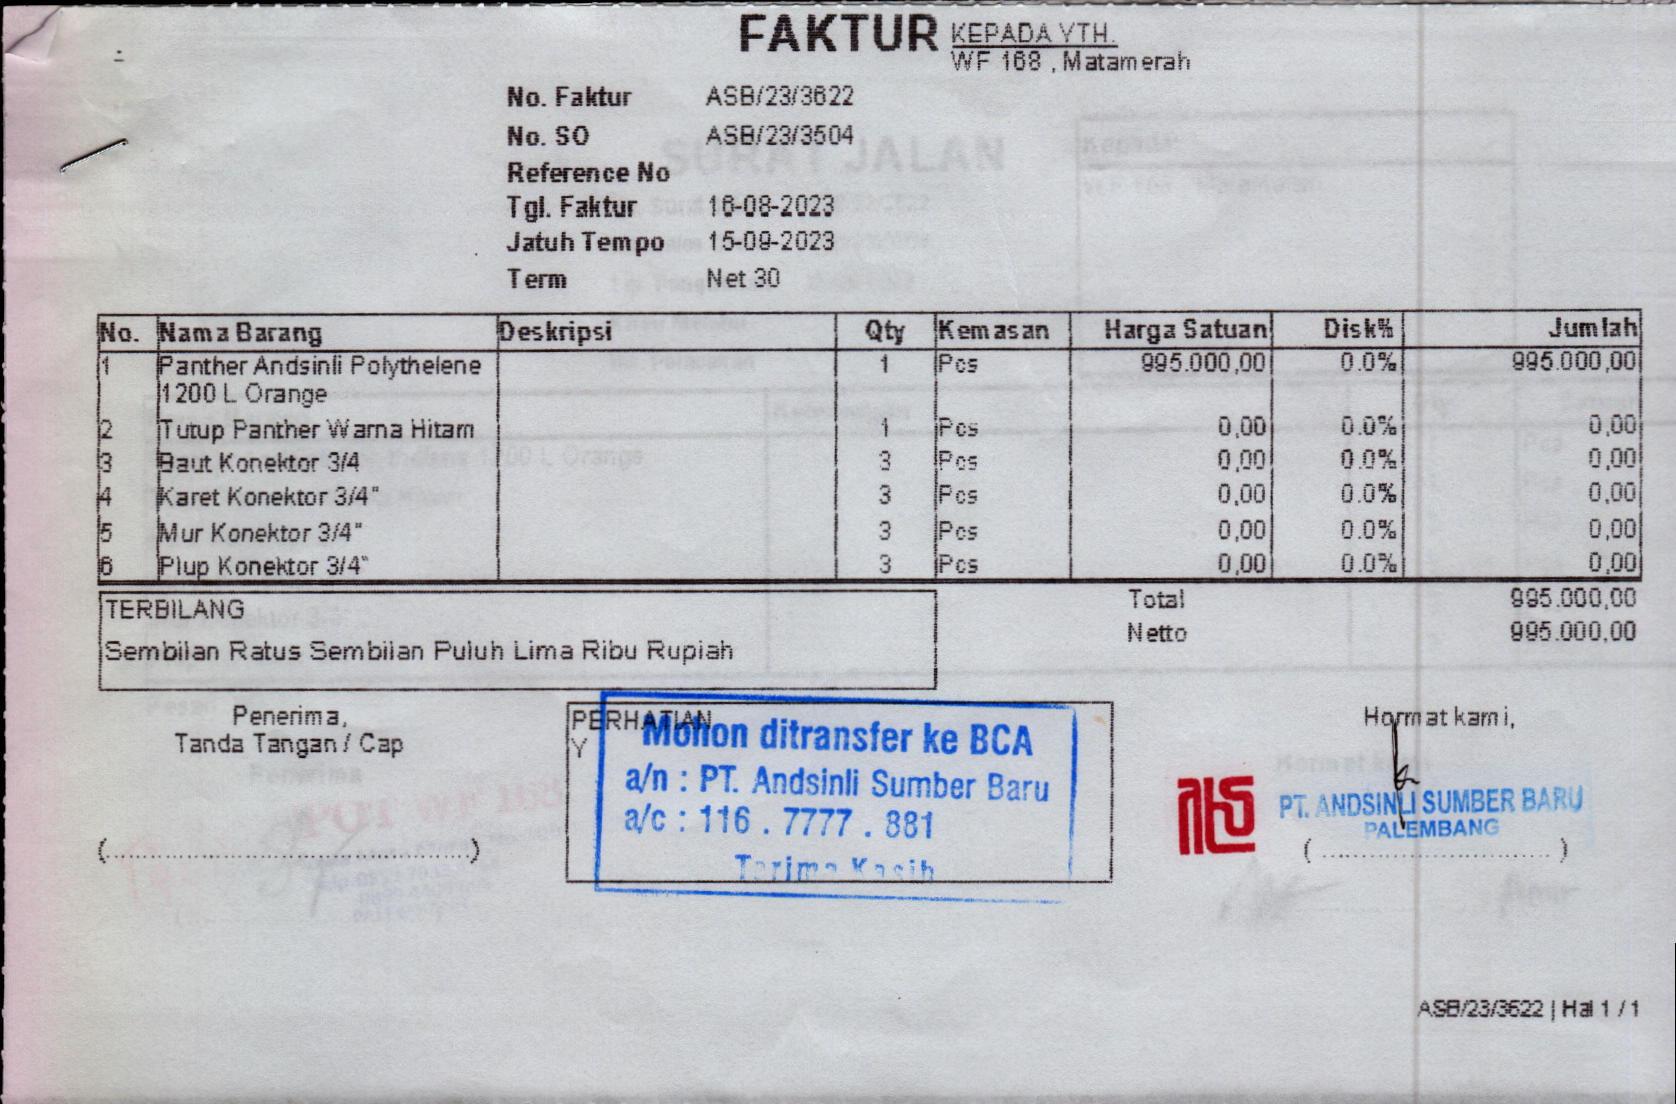 FAKTUR
KEPADA YTH.
WF 168 , Matamerah
No. Faktur ASB/23/3622
No. SO ASB/23/3504
Reference No
Tgl. Faktur 16-08-2023
Jatuh Tempo 15-09-2023
Term Net 30
No. Nama Barang Deskripsi Qty Kemasan Harga Satuan Disk% Jumlah
1 Panther Andsinli Polythelene 1 Pcs 995.000,00 0.0% 995.000,00
1200 L Orange
2 Tutup Panther Warna Hitam 1 Pcs 0,00 0.0% 0,00
3 Baut Konektor 3/4 3 Pcs 0,00 0.0% 0,00
4 Karet Konektor 3/4" 3 Pcs 0,00 0.0% 0,00
5 Mur Konektor 3/4" 3 Pcs 0,00 0.0% 0,00
6 Plup Konektor 3/4" 3 Pcs 0,00 0.0% 0,00
TERBILANG
Sembilan Ratus Sembilan Puluh Lima Ribu Rupiah
Total 995.000,00
Netto 995.000,00
Penerima,
Tanda Tangan / Cap
(........................................)
PERHATIAN
Y
Mohon ditransfer ke BCA
a/n : PT. Andsinli Sumber Baru
a/c : 116 . 7777 . 881
Terima Kasih
Hormat kami,
PT. ANDSINLI SUMBER BARU
PALEMBANG
( ........................................ )
ASB/23/3622 | Hal 1 / 1
SURAT JALAN
Kepada: